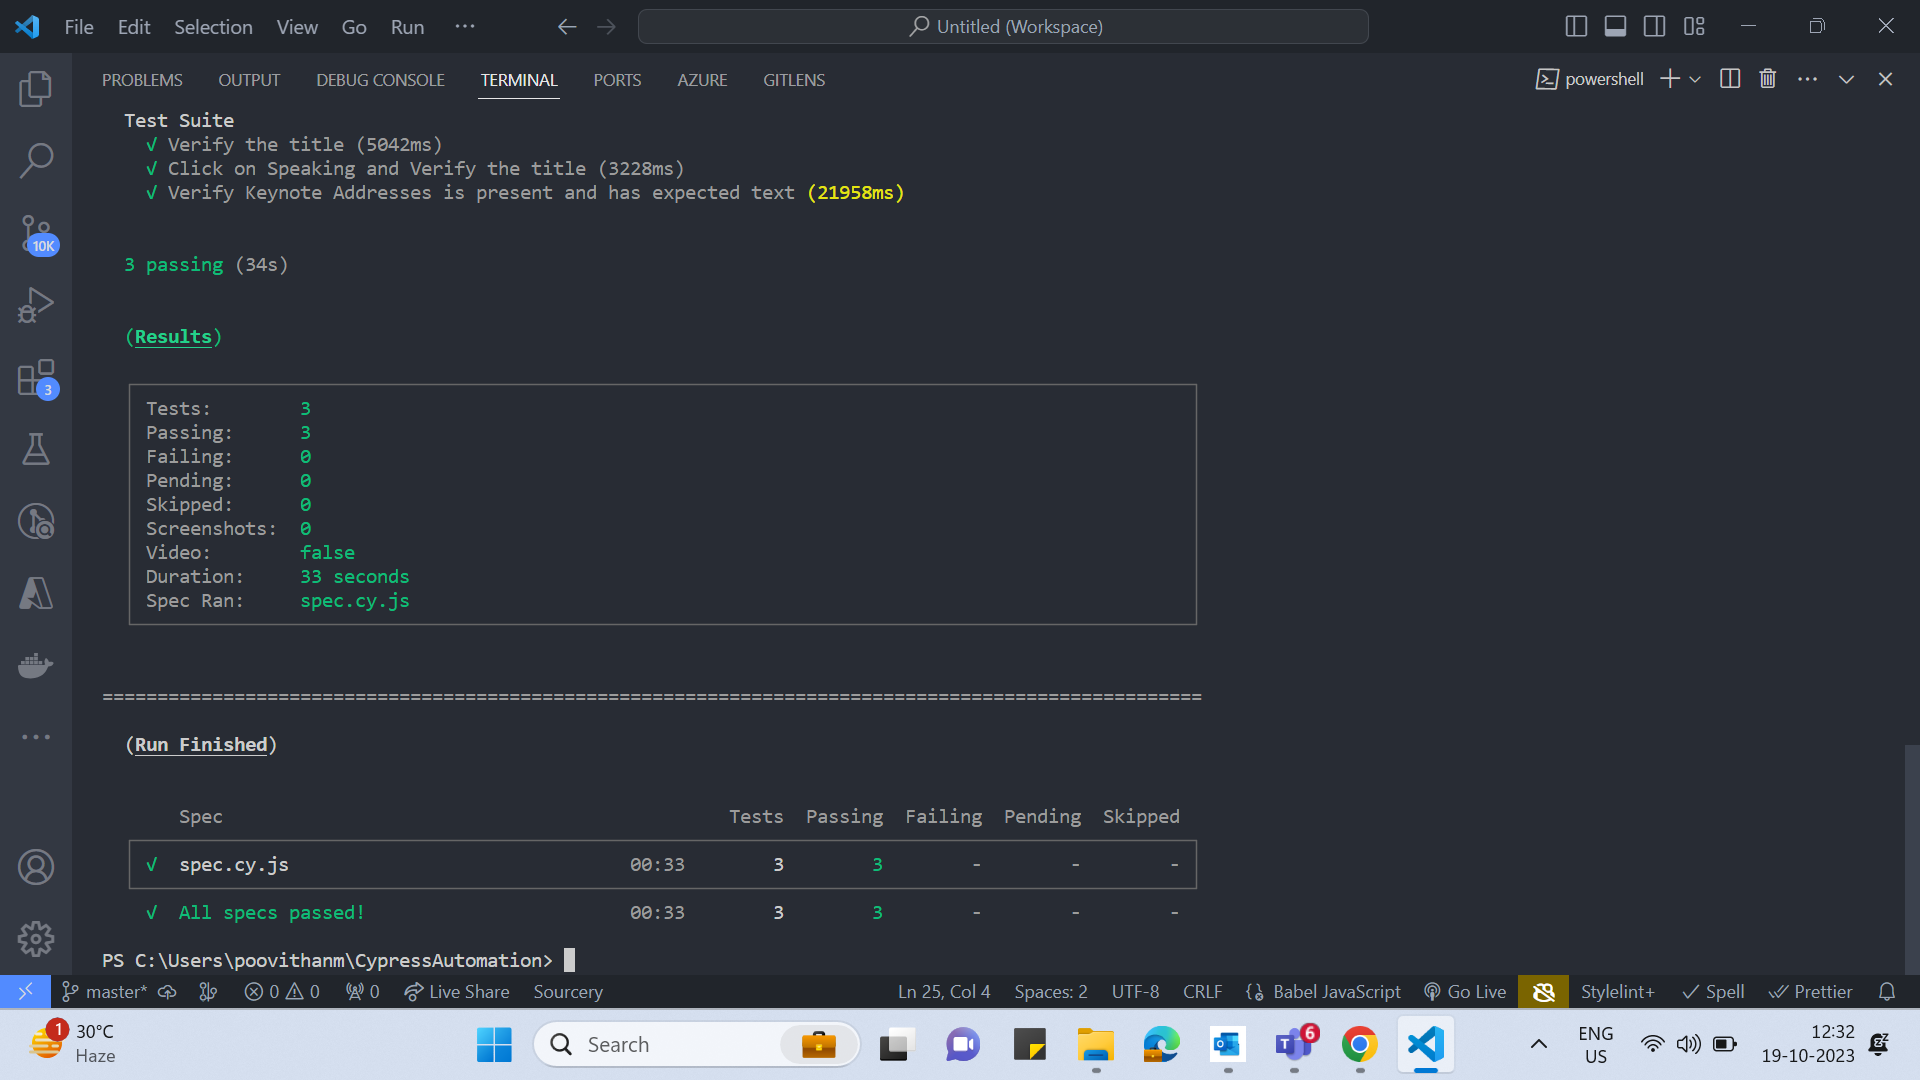 File Edit Selection View Go Run ··· Untitled (Workspace)
PROBLEMS OUTPUT DEBUG CONSOLE TERMINAL PORTS AZURE GITLENS powershell
Test Suite
√ Verify the title (5042ms)
√ Click on Speaking and Verify the title (3228ms)
√ Verify Keynote Addresses is present and has expected text (21958ms)
3 passing (34s)
(Results)
Tests: 3
Passing: 3
Failing: 0
Pending: 0
Skipped: 0
Screenshots: 0
Video: false
Duration: 33 seconds
Spec Ran: spec.cy.js
10K
3
====================================================================================================
(Run Finished)
Spec Tests Passing Failing Pending Skipped
√ spec.cy.js 00:33 3 3 - - -
√ All specs passed! 00:33 3 3 - - -
PS C:\Users\poovithanm\CypressAutomation>
master* 0 0 0 Live Share Sourcery Ln 25, Col 4 Spaces: 2 UTF-8 CRLF Babel JavaScript Go Live Stylelint+ Spell Prettier
1 30°C
Haze
Search
6
ENG
US
12:32
19-10-2023